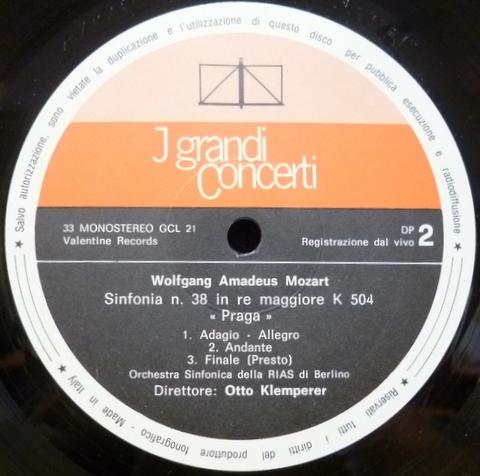 ★ Salvo autorizzazione, sono vietate la duplicazione e l'utilizzazione di questo disco per pubblica esecuzione e radiodiffusione ★
J grandi
Concerti
33 MONOSTEREO GCL 21
Valentine Records
DP 2
Registrazione dal vivo
Wolfgang Amadeus Mozart
Sinfonia n. 38 in re maggiore K 504
« Praga »
1. Adagio - Allegro
2. Andante
3. Finale (Presto)
Orchestra Sinfonica della RIAS di Berlino
Direttore: Otto Klemperer
★ Riservati tutti i diritti del produttore fonografico - Made in Italy ★